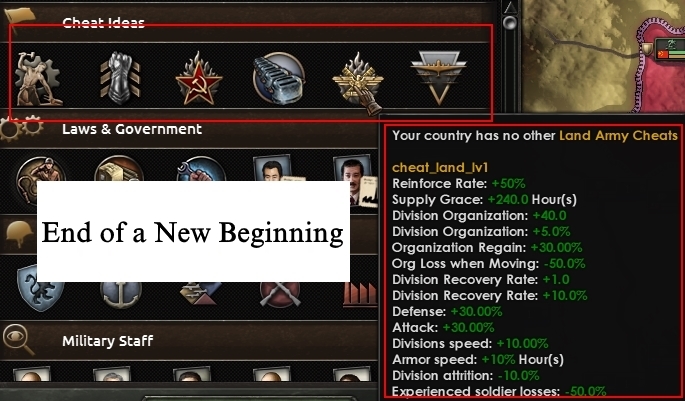 Cheat Ideas
Laws & Government
End of a New Beginning
Military Staff
Your country has no other Land Army Cheats
cheat_land_lv1
Reinforce Rate: +50%
Supply Grace: +240.0 Hour(s)
Division Organization: +40.0
Division Organization: +5.0%
Organization Regain: +30.00%
Org Loss when Moving: -50.0%
Division Recovery Rate: +1.0
Division Recovery Rate: +10.0%
Defense: +30.00%
Attack: +30.00%
Divisions speed: +10.00%
Armor speed: +10% Hour(s)
Division attrition: -10.0%
Experienced soldier losses: -50.0%